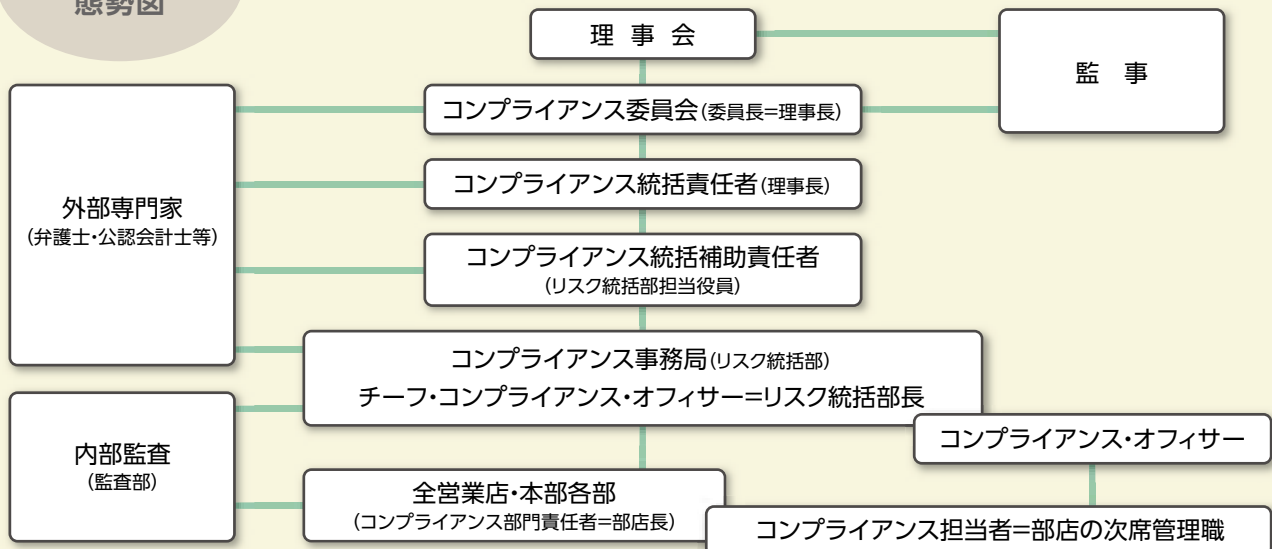 態勢図
理 事 会
監 事
コンプライアンス委員会(委員長=理事長)
コンプライアンス統括責任者(理事長)
外部専門家
(弁護士・公認会計士等)
コンプライアンス統括補助責任者
(リスク統括部担当役員)
コンプライアンス事務局(リスク統括部)
チーフ・コンプライアンス・オフィサー=リスク統括部長
コンプライアンス・オフィサー
内部監査
(監査部)
全営業店・本部各部
(コンプライアンス部門責任者=部店長)
コンプライアンス担当者=部店の次席管理職